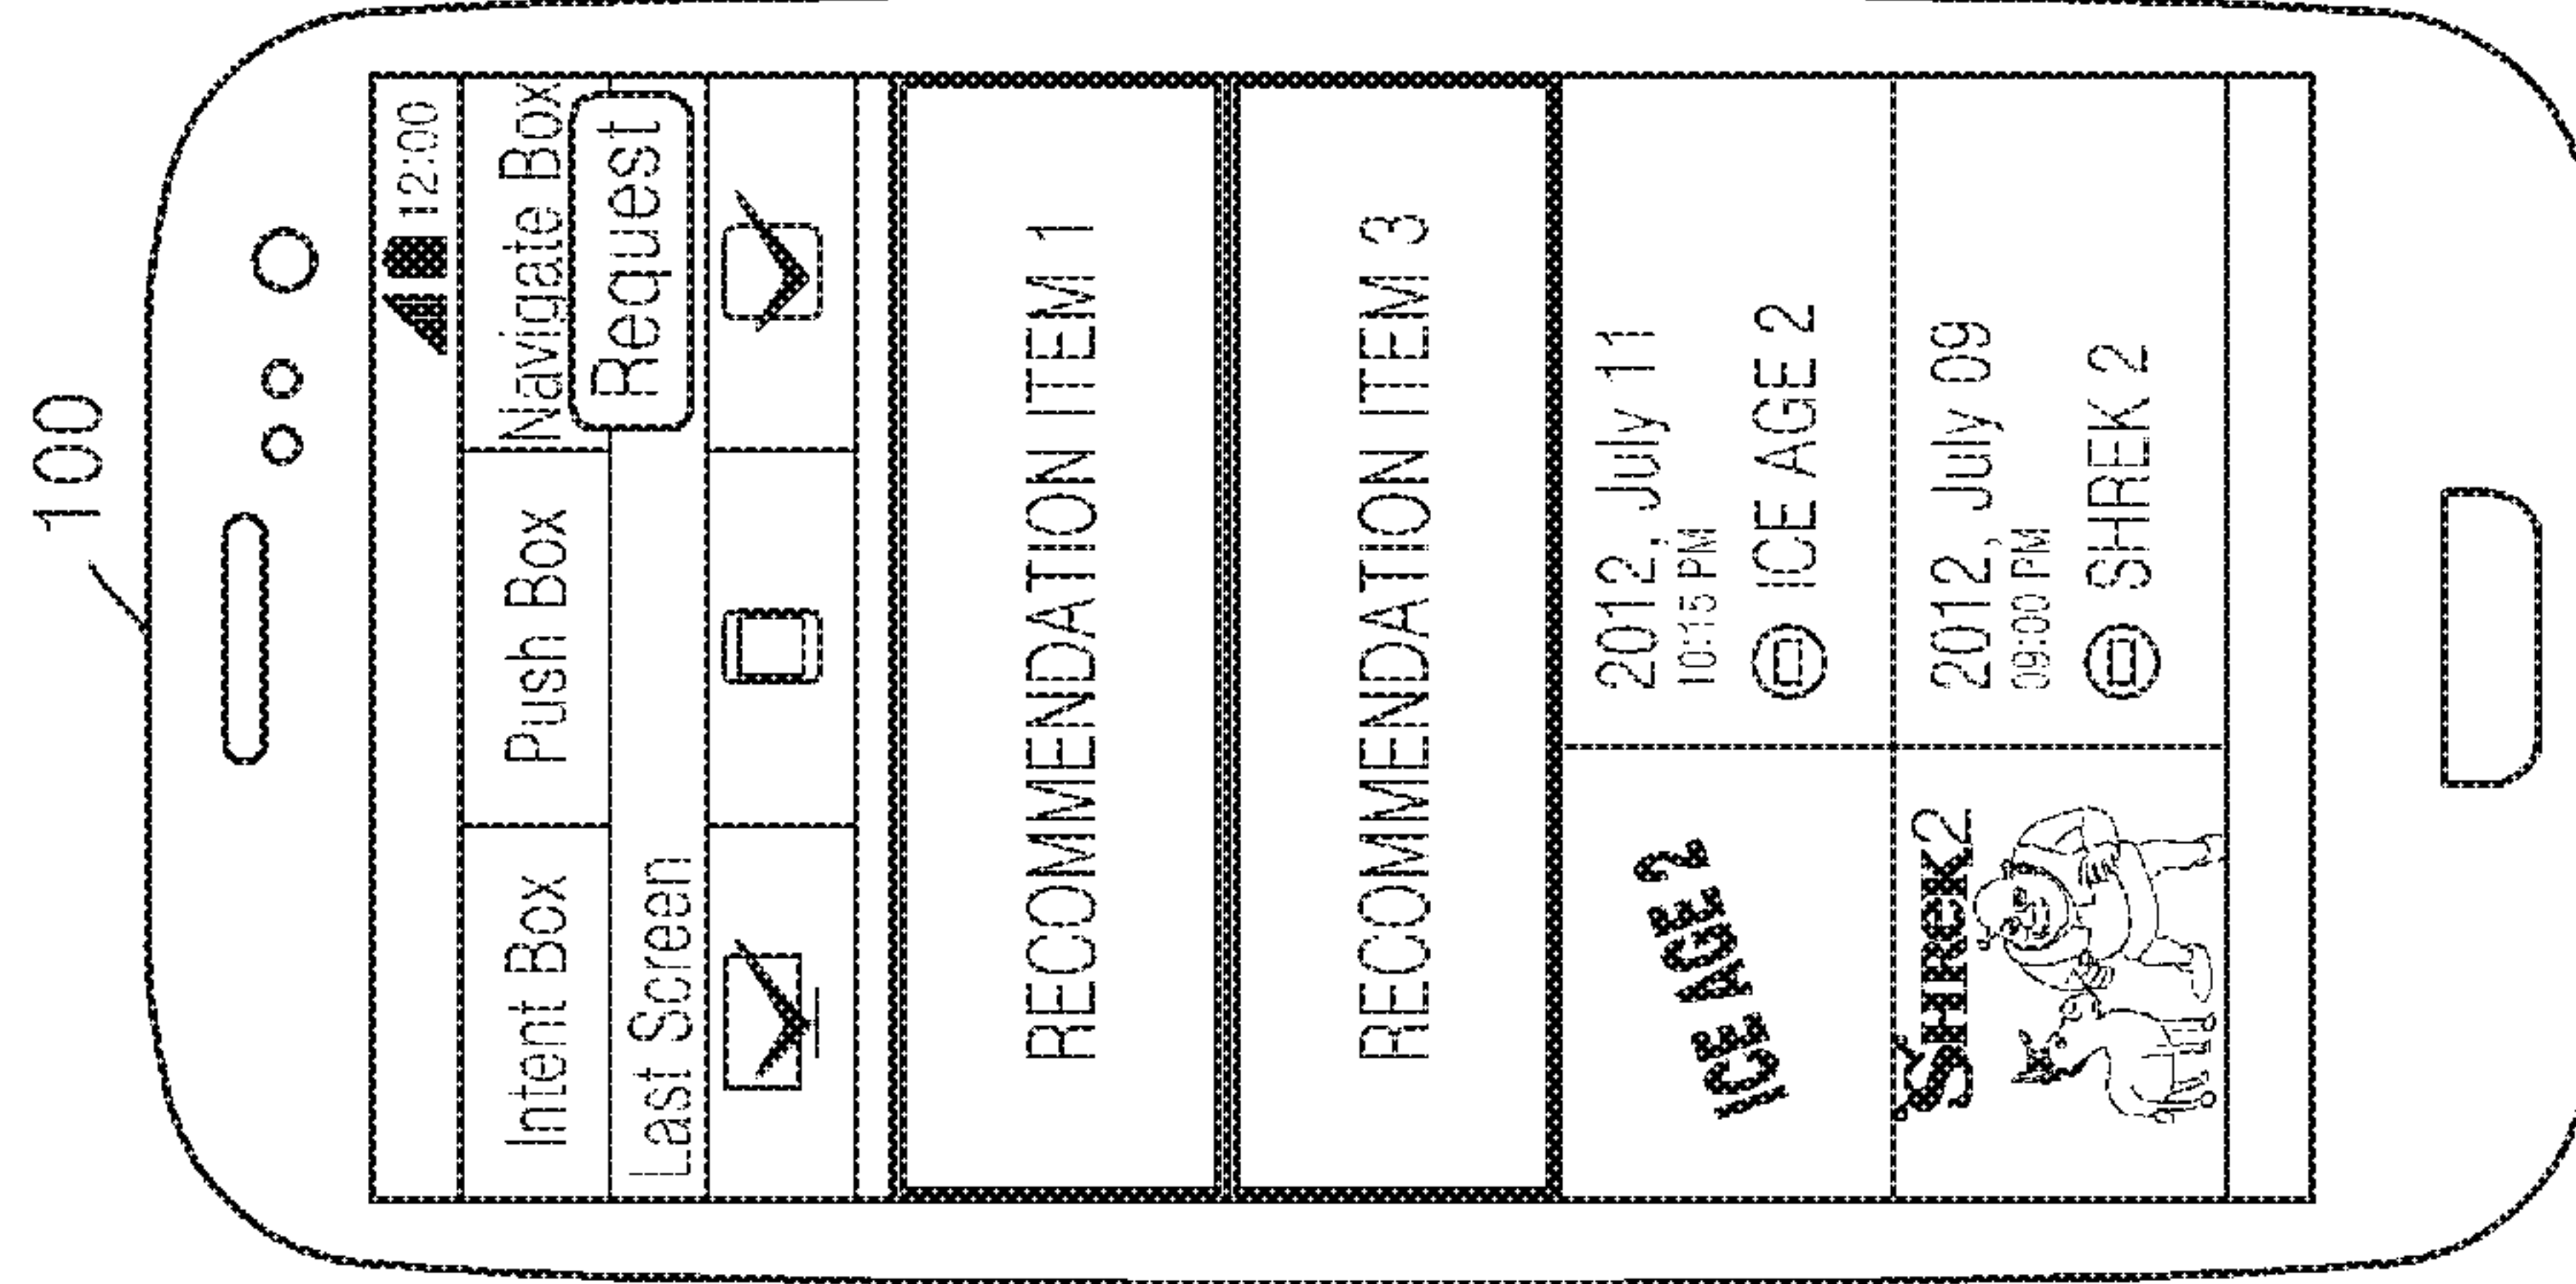 100
12:00
Intent Box Push Box Navigate Box
Last Screen Request
RECOMMENDATION ITEM 1
RECOMMENDATION ITEM 3
ICE AGE 2
2012, July 11
10:15 PM
ICE AGE 2
SHReK2
2012, July 09
09:00 PM
SHREK 2